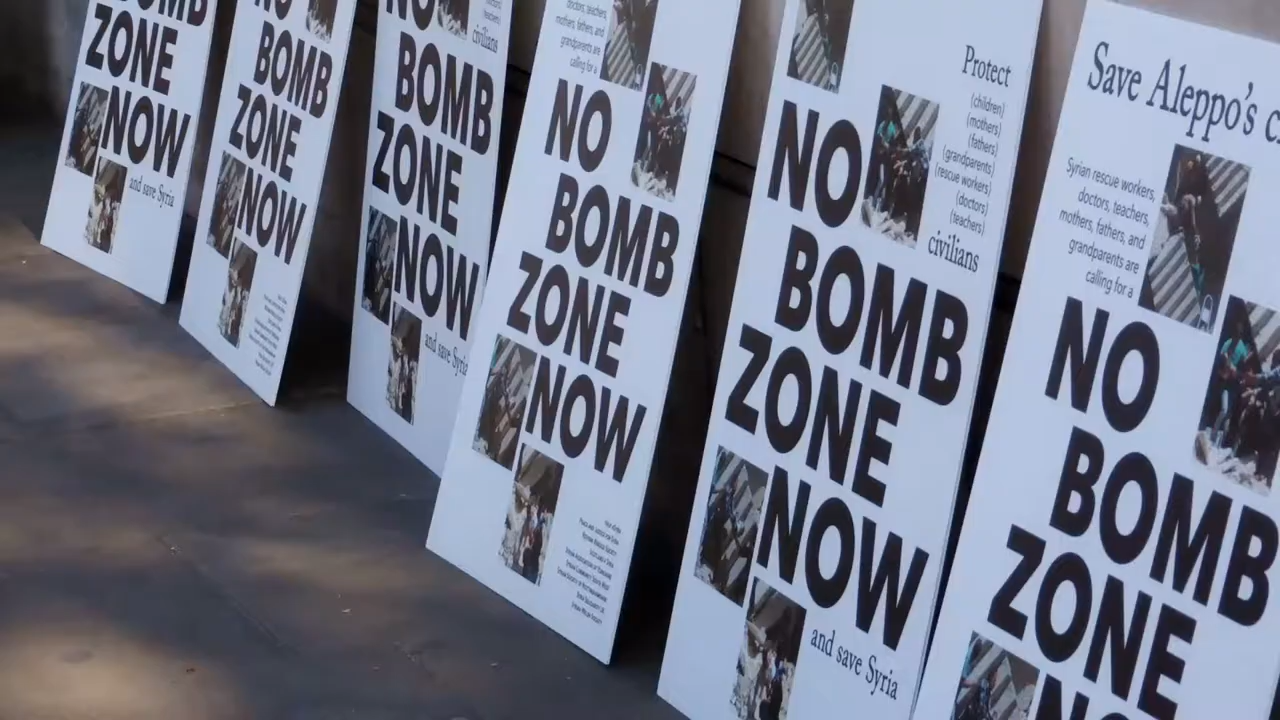 BOMB
ZONE
NOW
and save Syria
NO
BOMB
ZONE
NOW
NO
civilians
BOMB
ZONE
NOW
and save Syria
doctors, teachers,
mothers, fathers, and
grandparents are
calling for a
NO
BOMB
ZONE
NOW
Protect
(children)
(mothers)
(fathers)
(grandparents)
(rescue workers)
(doctors)
(teachers)
civilians
NO
BOMB
ZONE
NOW
and save Syria
Save Aleppo's
Syrian rescue workers,
doctors, teachers,
mothers, fathers, and
grandparents are
calling for a
NO
BOMB
ZONE